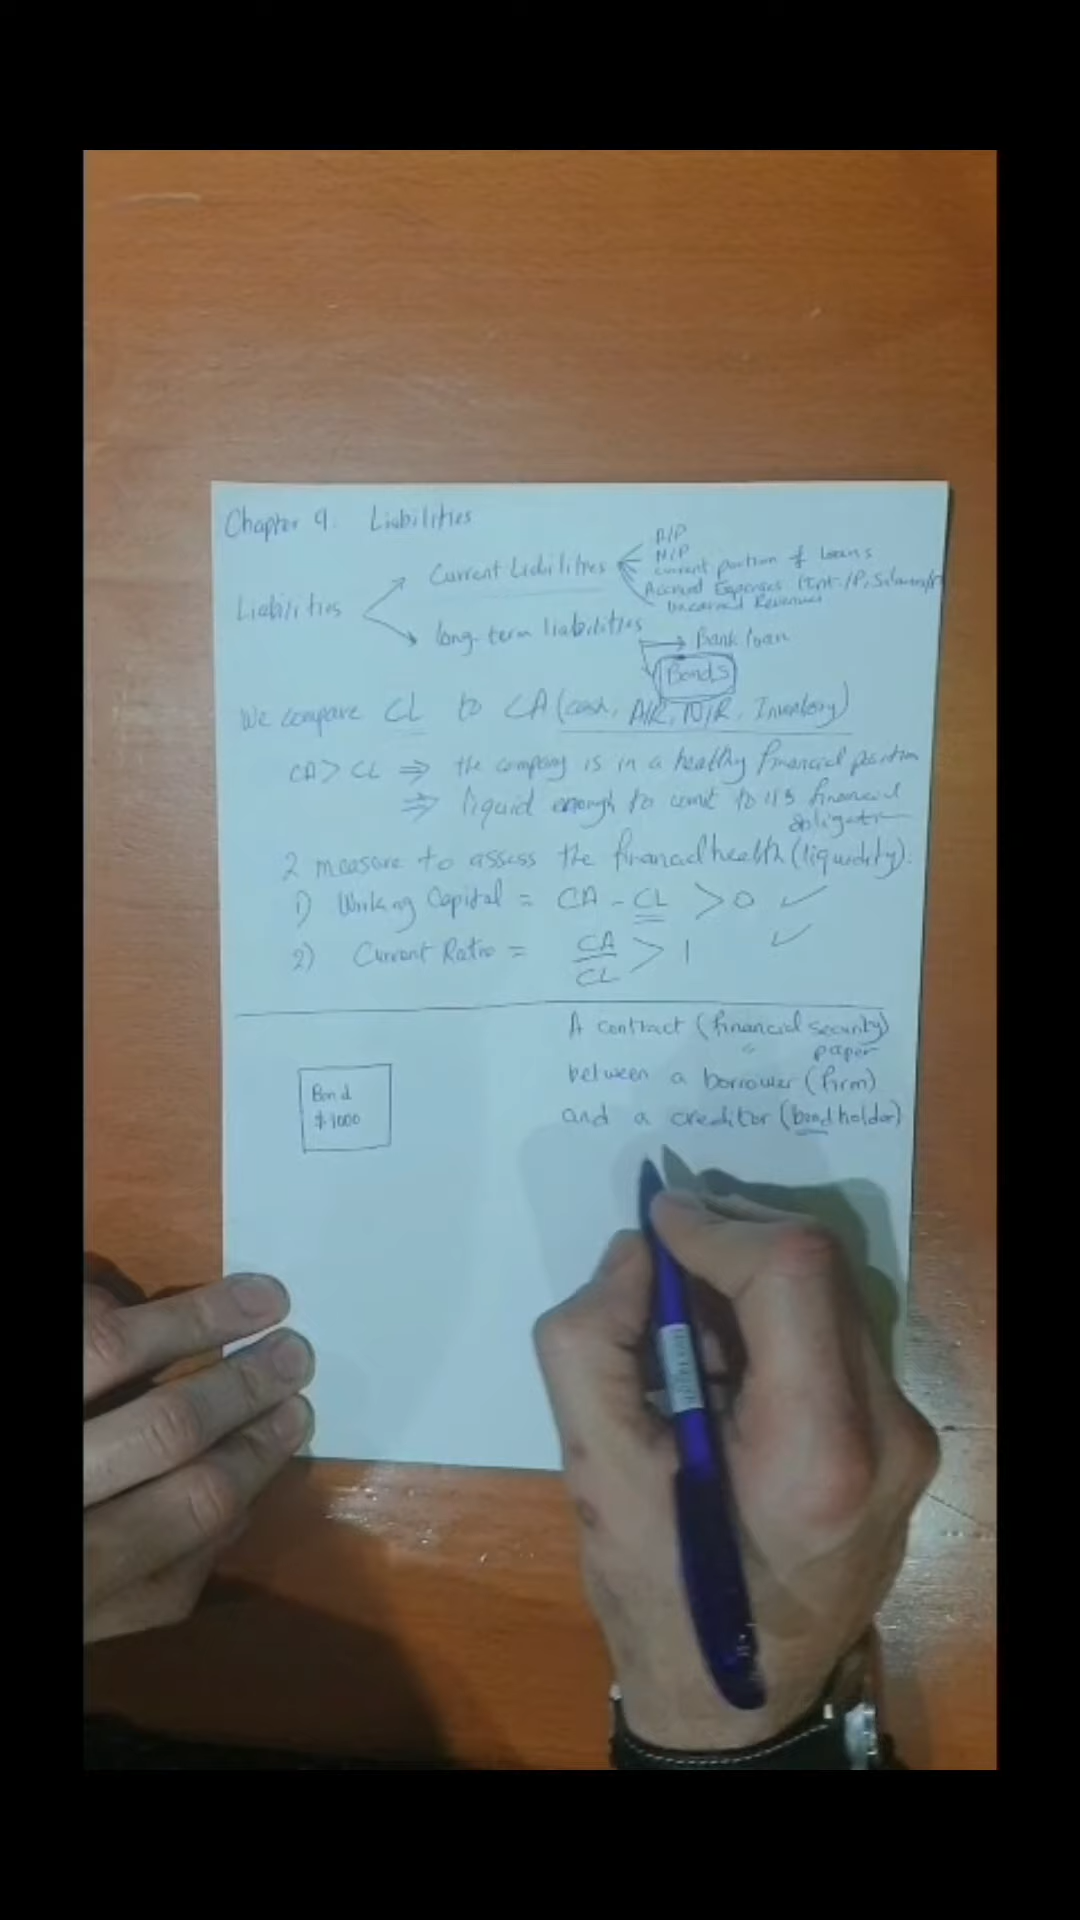 Chapter 9. Liabilities
Liabilities
Current Liabilities
A/P
N/P
current portion of loans
Accrued Expenses (Int./P, Salaries/P)
Unearned Revenues
long-term liabilities
Bank loan
Bonds
We compare CL to CA (cash, A/R, N/R, Inventory)
CA > CL ⇒ the company is in a healthy financial position
⇒ liquid enough to to its financial
2 measure to assess the financial health (liquidity).
1) Working Capital = CA - CL > 0 ✓
2) Current Ratio = CA/CL > 1 ✓
A contract (financial security)
paper
between a borrower (firm)
and a creditor (bondholder)
Bond
$1000